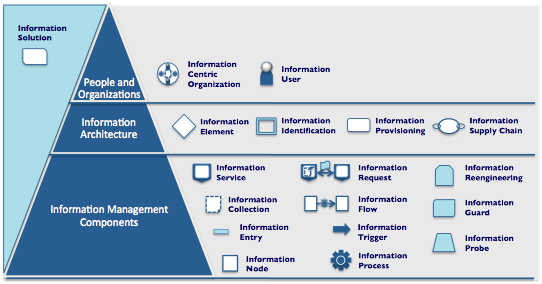 Information
Solution
People and
Organizations
Information
Centric
Organization
Information
User
Information
Architecture
Information
Element
Information
Identification
Information
Provisioning
Information
Supply Chain
Information Management
Components
Information
Service
Information
Request
Information
Reengineering
Information
Collection
Information
Flow
Information
Guard
Information
Entry
Information
Trigger
Information
Probe
Information
Node
Information
Process